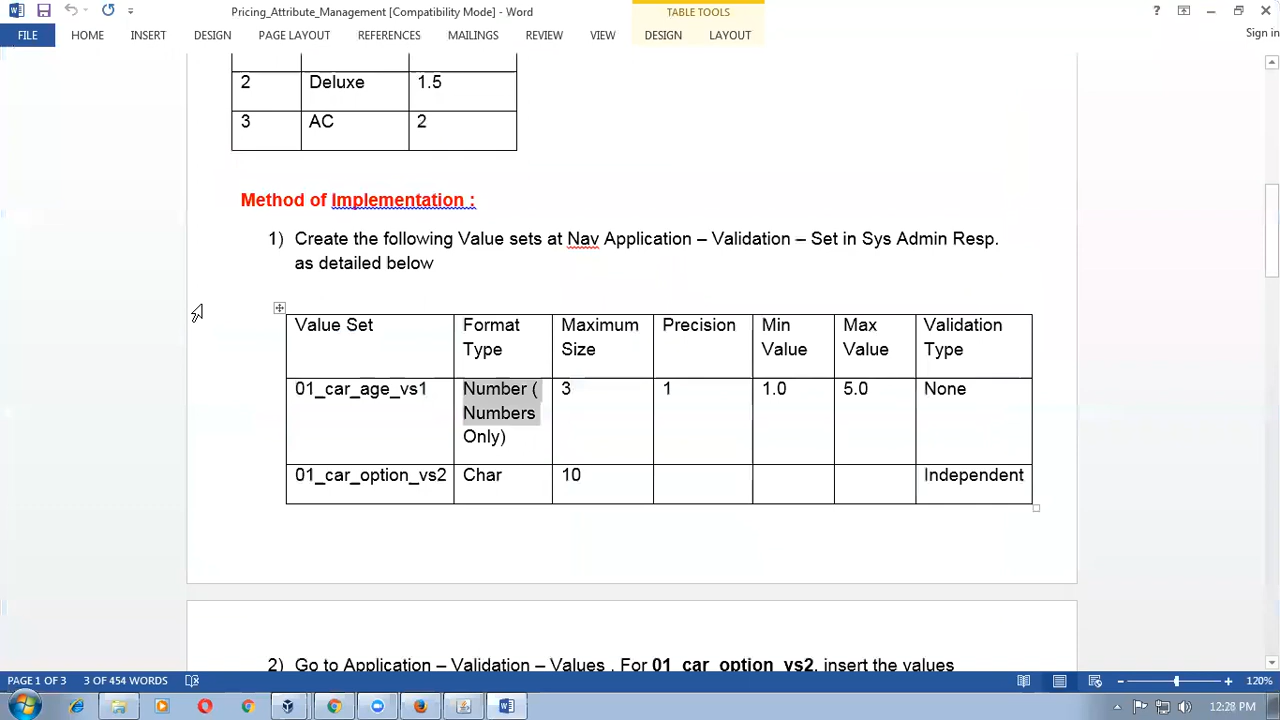 Pricing_Attribute_Management [Compatibility Mode] - Word
TABLE TOOLS
?
Sign in
FILE HOME INSERT DESIGN PAGE LAYOUT REFERENCES MAILINGS REVIEW VIEW DESIGN LAYOUT
2 Deluxe 1.5
3 AC 2
Method of Implementation :
1) Create the following Value sets at Nav Application – Validation – Set in Sys Admin Resp.
as detailed below
Value Set Format Maximum Precision Min Max Validation
Type Size Value Value Type
01_car_age_vs1 Number ( 3 1 1.0 5.0 None
Numbers
Only)
01_car_option_vs2 Char 10 Independent
2) Go to Application – Validation – Values . For 01_car_option_vs2, insert the values
PAGE 1 OF 3 3 OF 454 WORDS 120%
12:28 PM